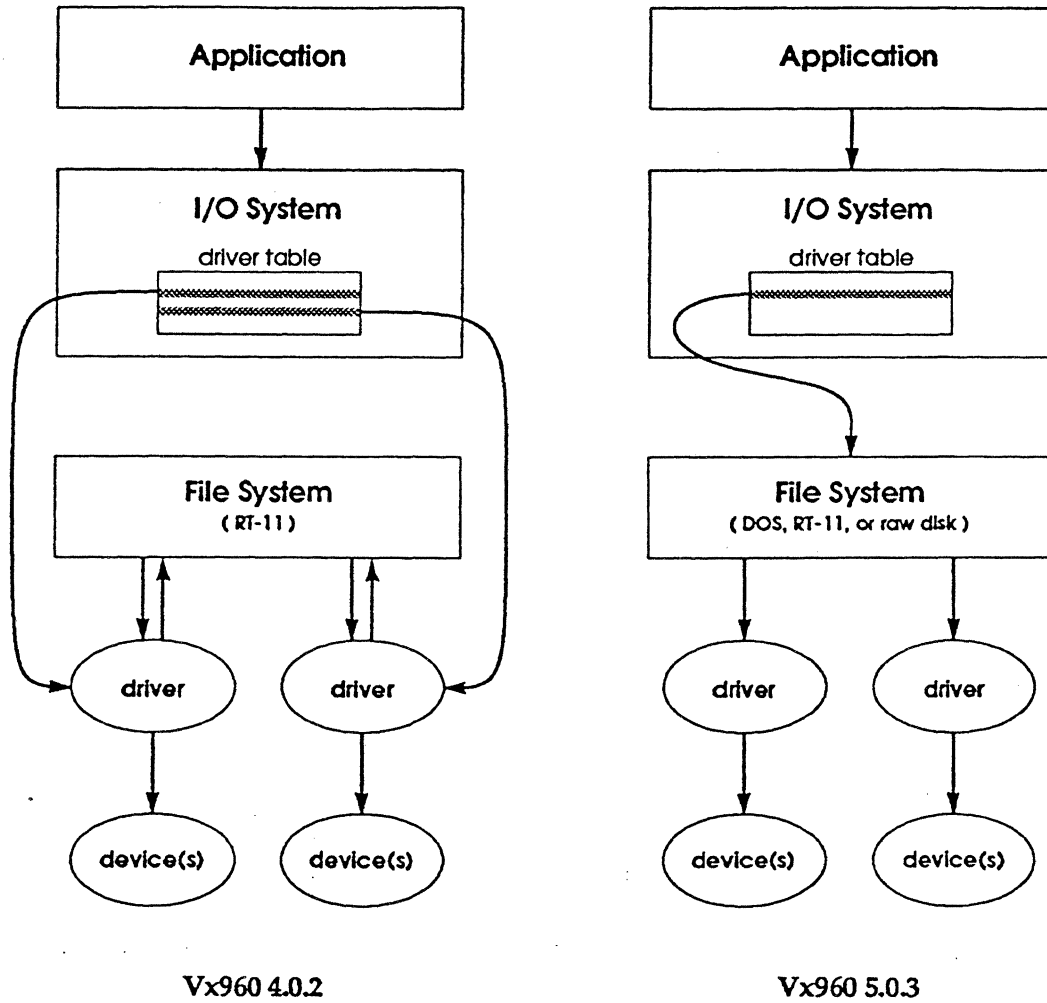 Application
I/O System
driver table
File System
( RT-11 )
driver
driver
device(s)
device(s)
Vx960 4.0.2
Application
I/O System
driver table
File System
( DOS, RT-11, or raw disk )
driver
driver
device(s)
device(s)
Vx960 5.0.3